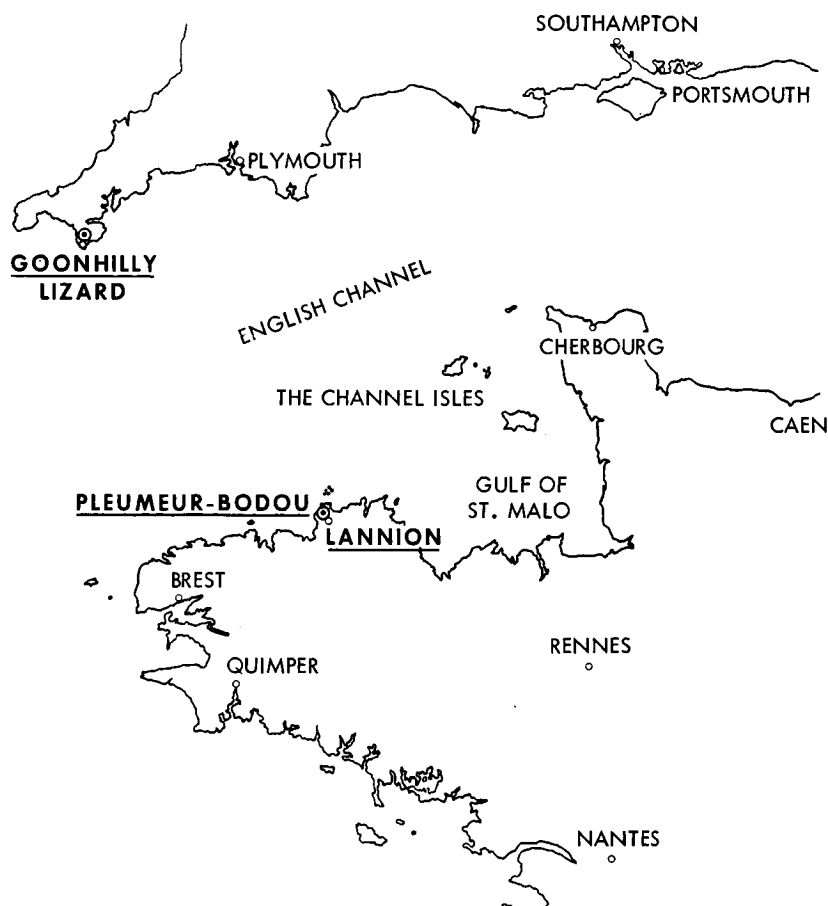 SOUTHAMPTON
PORTSMOUTH
PLYMOUTH
GOONHILLY
LIZARD
ENGLISH CHANNEL
CHERBOURG
THE CHANNEL ISLES
CAEN
GULF OF
ST. MALO
PLEUMEUR-BODOU
LANNION
BREST
RENNES
QUIMPER
NANTES